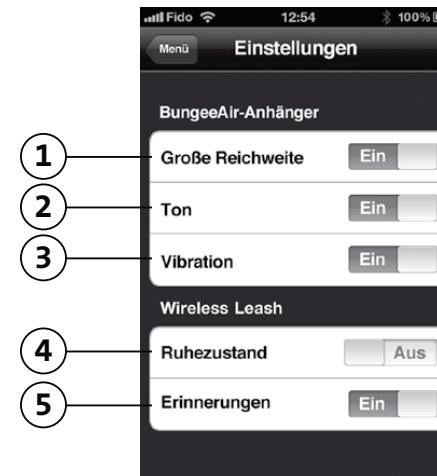 Fido 12:54 100%
Menü Einstellungen
BungeeAir-Anhänger
1 Große Reichweite Ein
2 Ton Ein
3 Vibration Ein
Wireless Leash
4 Ruhezustand Aus
5 Erinnerungen Ein